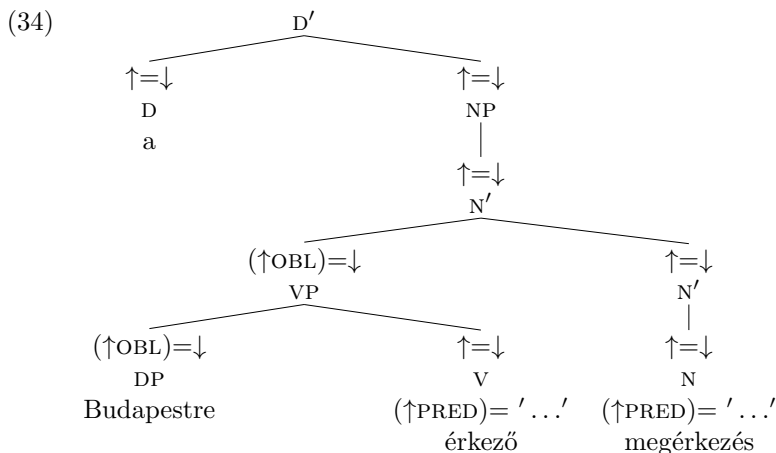 (34)
D′
↑=↓ ↑=↓
D NP
a
↑=↓
N′
(↑OBL)=↓ ↑=↓
VP N′
(↑OBL)=↓ ↑=↓ ↑=↓
DP V N
Budapestre (↑PRED)= ′ …′ (↑PRED)= ′ …′
érkező megérkezés